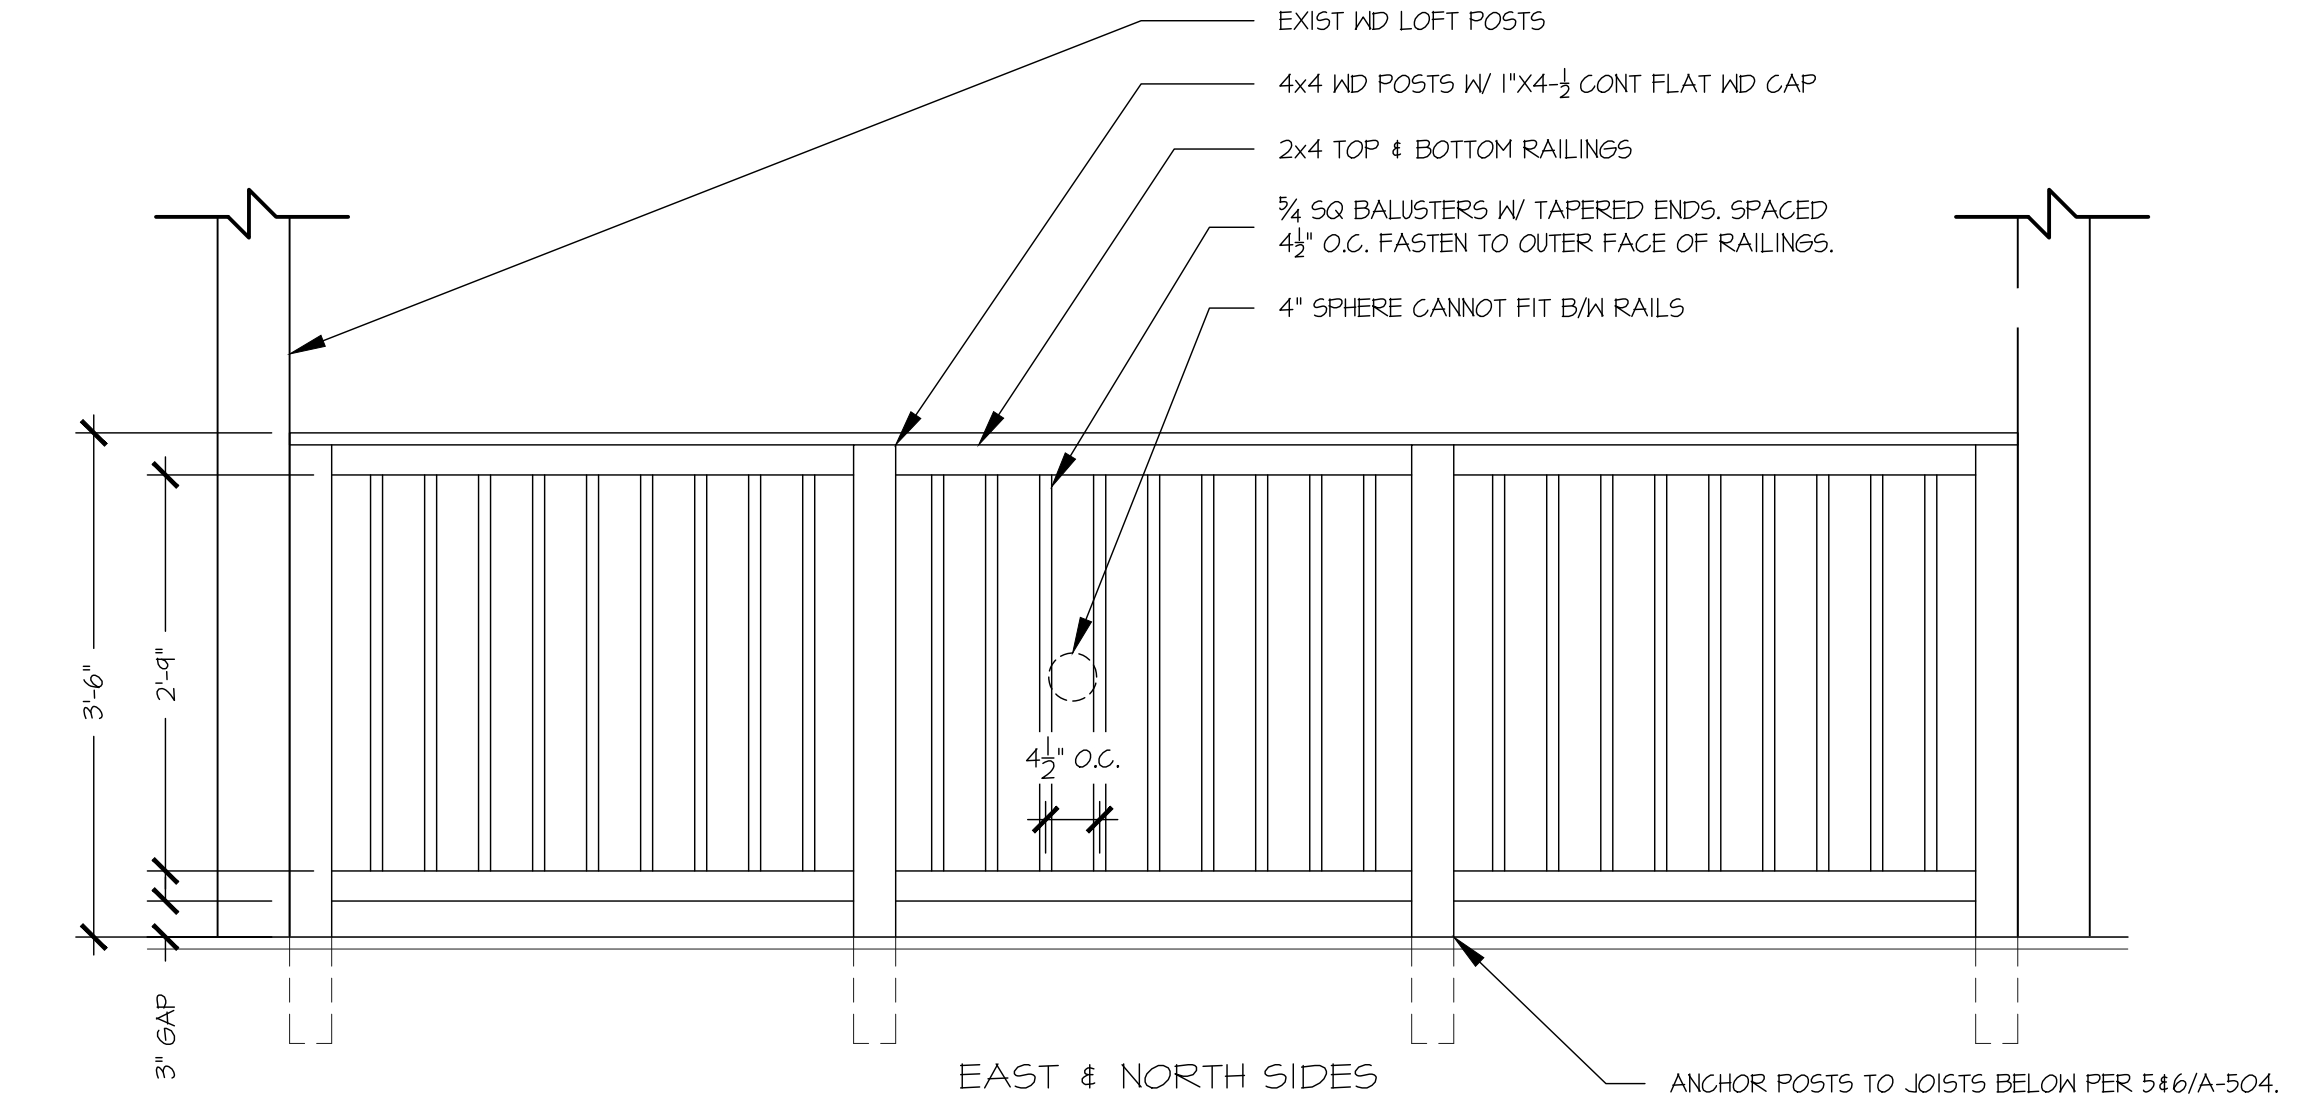 EXIST WD LOFT POSTS
4x4 WD POSTS W/ 1"X4-½ CONT FLAT WD CAP
2x4 TOP & BOTTOM RAILINGS
5/4 SQ BALUSTERS W/ TAPERED ENDS. SPACED
4½" O.C. FASTEN TO OUTER FACE OF RAILINGS.
4" SPHERE CANNOT FIT B/W RAILS
3'-6"
2'-9"
4½" O.C.
3" GAP
EAST & NORTH SIDES
ANCHOR POSTS TO JOISTS BELOW PER 5&6/A-504.